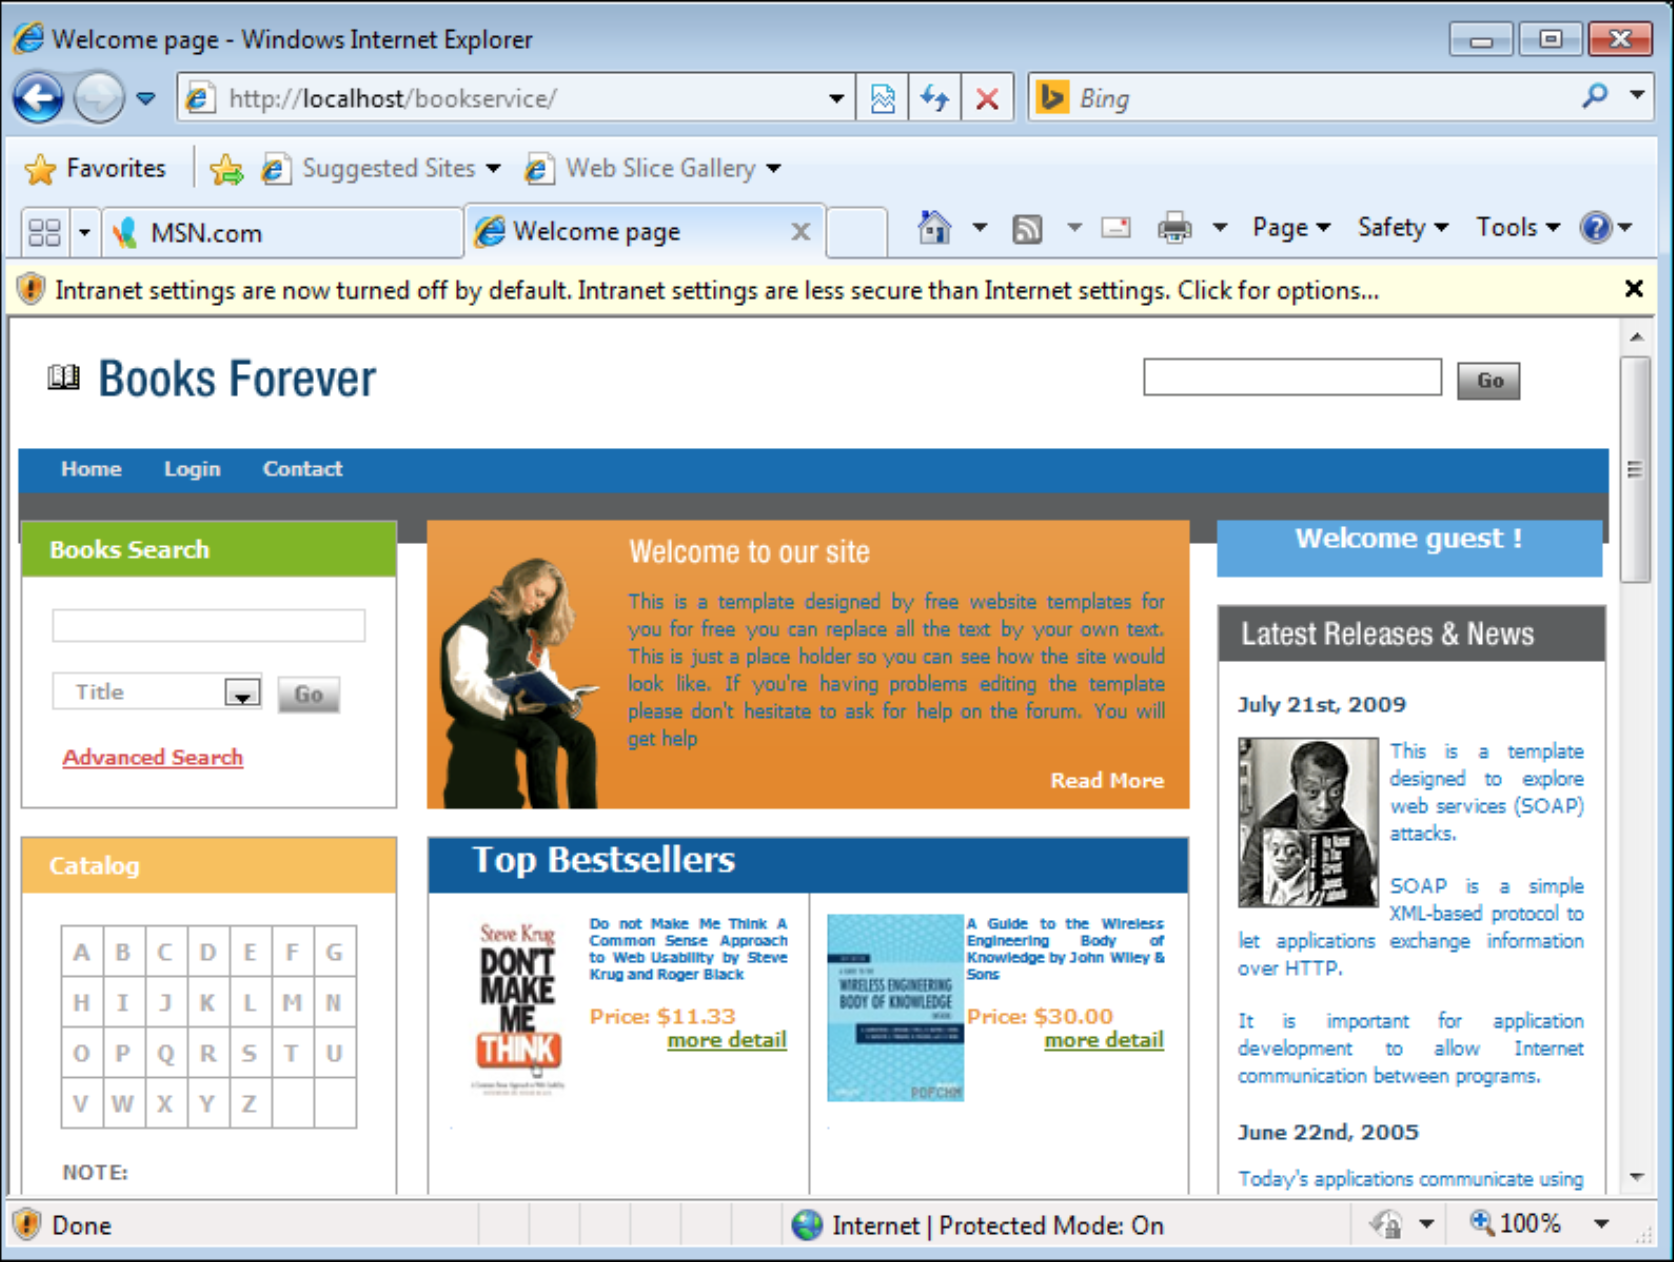 Welcome page - Windows Internet Explorer
http://localhost/bookservice/
Bing
Favorites
Suggested Sites
Web Slice Gallery
MSN.com
Welcome page
Page
Safety
Tools
Intranet settings are now turned off by default. Intranet settings are less secure than Internet settings. Click for options...
Books Forever
Go
Home
Login
Contact
Books Search
Title
Go
Advanced Search
Welcome to our site
This is a template designed by free website templates for
you for free you can replace all the text by your own text.
This is just a place holder so you can see how the site would
look like. If you're having problems editing the template
please don't hesitate to ask for help on the forum. You will
get help
Read More
Welcome guest !
Latest Releases & News
July 21st, 2009
This is a template
designed to explore
web services (SOAP)
attacks.
SOAP is a simple
XML-based protocol to
let applications exchange information
over HTTP.
It is important for application
development to allow Internet
communication between programs.
June 22nd, 2005
Today's applications communicate using
Catalog
A B C D E F G
H I J K L M N
O P Q R S T U
V W X Y Z
NOTE:
Top Bestsellers
Steve Krug
DON'T
MAKE
ME
THINK
Do not Make Me Think A
Common Sense Approach
to Web Usability by Steve
Krug and Roger Black
Price: $11.33
more detail
WIRELESS ENGINEERING
BODY OF KNOWLEDGE
PDFCHM
A Guide to the Wireless
Engineering Body of
Knowledge by John Wiley &
Sons
Price: $30.00
more detail
Done
Internet | Protected Mode: On
100%